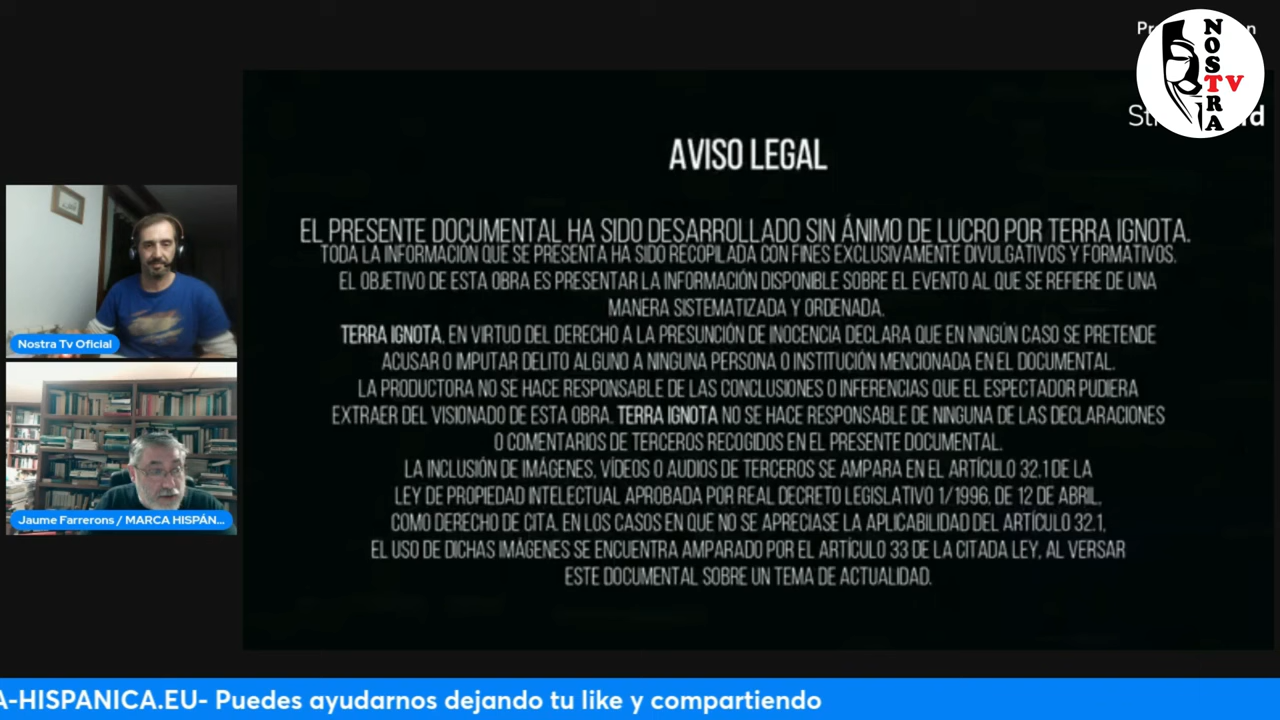 NOSTRA
TV
AVISO LEGAL
EL PRESENTE DOCUMENTAL HA SIDO DESARROLLADO SIN ÁNIMO DE LUCRO POR TERRA IGNOTA.
TODA LA INFORMACIÓN QUE SE PRESENTA HA SIDO RECOPILADA CON FINES EXCLUSIVAMENTE DIVULGATIVOS Y FORMATIVOS.
EL OBJETIVO DE ESTA OBRA ES PRESENTAR LA INFORMACIÓN DISPONIBLE SOBRE EL EVENTO AL QUE SE REFIERE DE UNA
MANERA SISTEMATIZADA Y ORDENADA.
TERRA IGNOTA, EN VIRTUD DEL DERECHO A LA PRESUNCIÓN DE INOCENCIA DECLARA QUE EN NINGÚN CASO SE PRETENDE
ACUSAR O IMPUTAR DELITO ALGUNO A NINGUNA PERSONA O INSTITUCIÓN MENCIONADA EN EL DOCUMENTAL.
LA PRODUCTORA NO SE HACE RESPONSABLE DE LAS CONCLUSIONES O INFERENCIAS QUE EL ESPECTADOR PUDIERA
EXTRAER DEL VISIONADO DE ESTA OBRA. TERRA IGNOTA NO SE HACE RESPONSABLE DE NINGUNA DE LAS DECLARACIONES
O COMENTARIOS DE TERCEROS RECOGIDOS EN EL PRESENTE DOCUMENTAL.
LA INCLUSIÓN DE IMÁGENES, VÍDEOS O AUDIOS DE TERCEROS SE AMPARA EN EL ARTÍCULO 32.1 DE LA
LEY DE PROPIEDAD INTELECTUAL APROBADA POR REAL DECRETO LEGISLATIVO 1/1996, DE 12 DE ABRIL,
COMO DERECHO DE CITA. EN LOS CASOS EN QUE NO SE APRECIASE LA APLICABILIDAD DEL ARTÍCULO 32.1,
EL USO DE DICHAS IMÁGENES SE ENCUENTRA AMPARADO POR EL ARTÍCULO 33 DE LA CITADA LEY, AL VERSAR
ESTE DOCUMENTAL SOBRE UN TEMA DE ACTUALIDAD.
Nostra Tv Oficial
Jaume Farrerons / MARCA HISPÁN...
A-HISPANICA.EU- Puedes ayudarnos dejando tu like y compartiendo